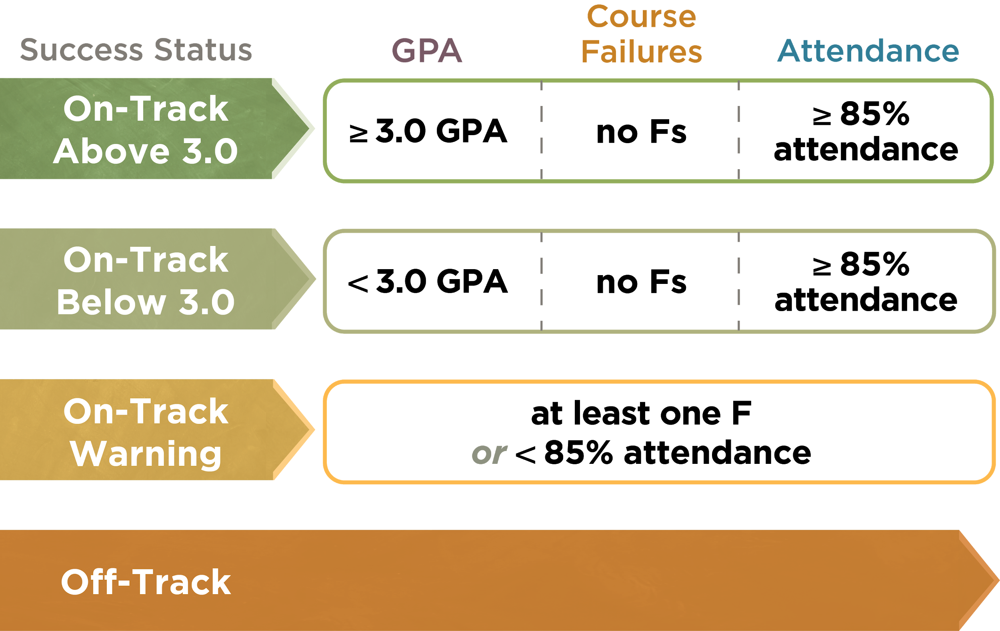 Success Status
GPA
Course
Failures
Attendance
On-Track
Above 3.0
≥ 3.0 GPA
no Fs
≥ 85%
attendance
On-Track
Below 3.0
< 3.0 GPA
no Fs
≥ 85%
attendance
On-Track
Warning
at least one F
or < 85% attendance
Off-Track